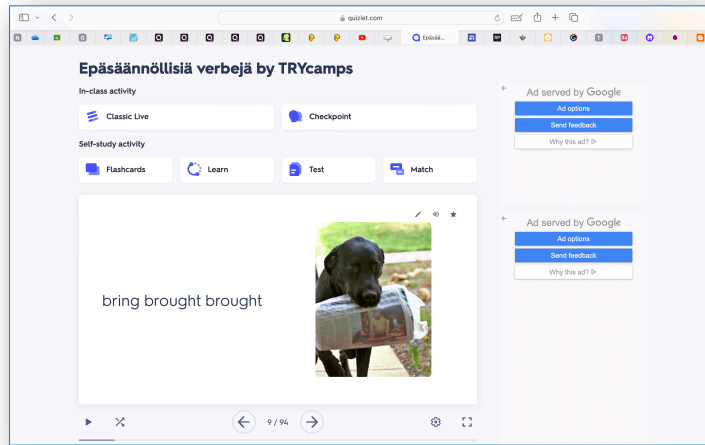 quizlet.com
Epäsää...
Epäsäännöllisiä verbejä by TRYcamps
In-class activity
Classic Live
Checkpoint
Self-study activity
Flashcards
Learn
Test
Match
bring brought brought
9 / 94
Ad served by Google
Ad options
Send feedback
Why this ad?
Ad served by Google
Ad options
Send feedback
Why this ad?